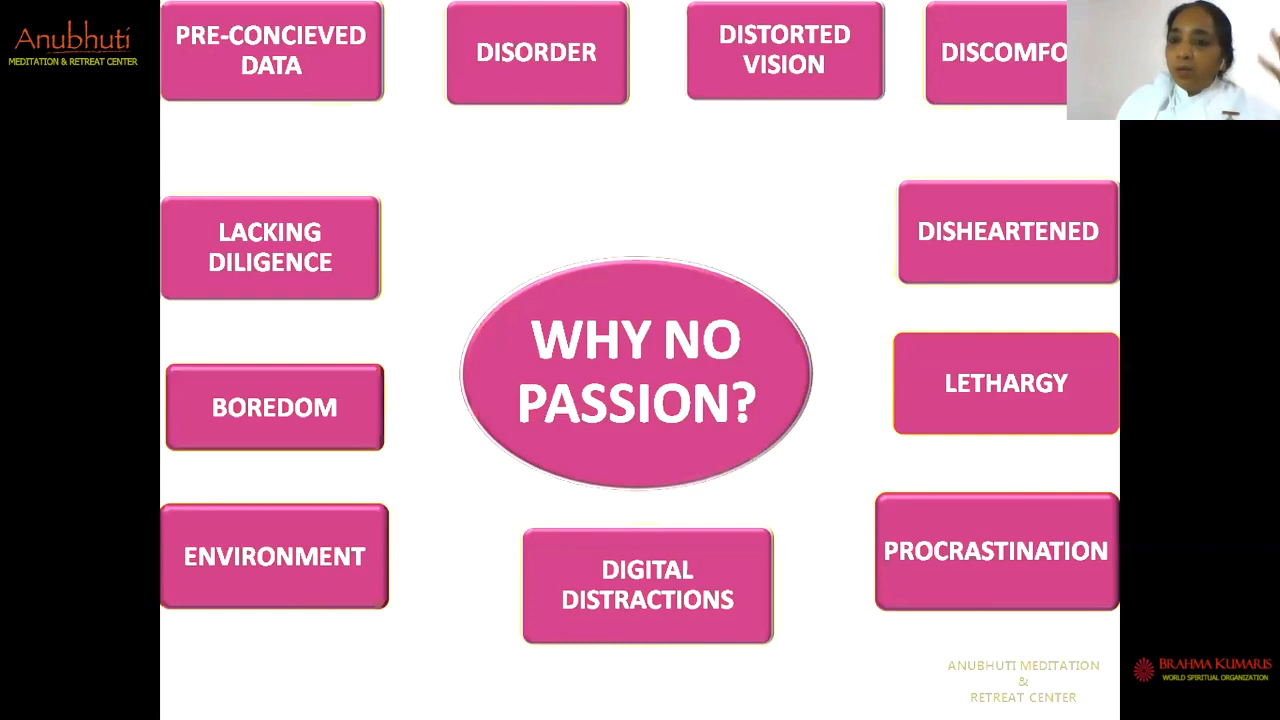 Anubhuti
MEDITATION & RETREAT CENTER
PRE-CONCIEVED
DATA
DISORDER
DISTORTED
VISION
DISCOMFO
LACKING
DILIGENCE
DISHEARTENED
WHY NO
PASSION?
LETHARGY
BOREDOM
ENVIRONMENT
DIGITAL
DISTRACTIONS
PROCRASTINATION
ANUBHUTI MEDITATION
&
RETREAT CENTER
BRAHMA KUMARIS
WORLD SPIRITUAL ORGANIZATION